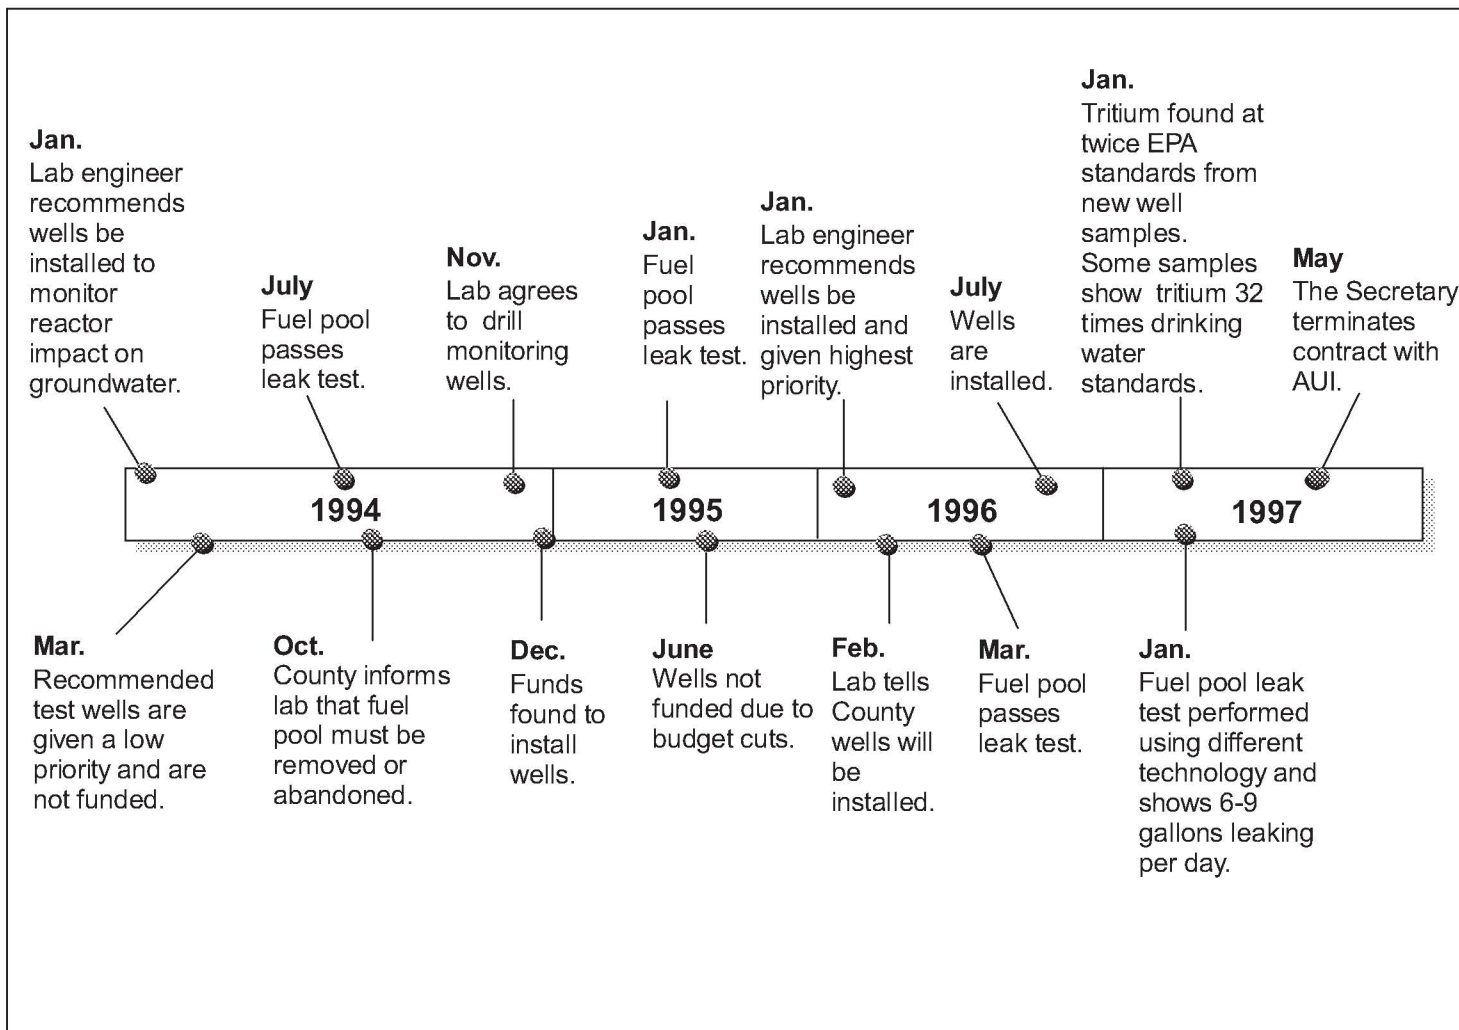 Jan.
Lab engineer
recommends
wells be
installed to
monitor
reactor
impact on
groundwater.
July
Fuel pool
passes
leak test.
Nov.
Lab agrees
to drill
monitoring
wells.
Jan.
Fuel
pool
passes
leak test.
Jan.
Lab engineer
recommends
wells be
installed and
given highest
priority.
July
Wells
are
installed.
Jan.
Tritium found at
twice EPA
standards from
new well
samples.
Some samples
show tritium 32
times drinking
water
standards.
May
The Secretary
terminates
contract with
AUI.
1994
1995
1996
1997
Mar.
Recommended
test wells are
given a low
priority and are
not funded.
Oct.
County informs
lab that fuel
pool must be
removed or
abandoned.
Dec.
Funds
found to
install
wells.
June
Wells not
funded due to
budget cuts.
Feb.
Lab tells
County
wells will
be
installed.
Mar.
Fuel pool
passes
leak test.
Jan.
Fuel pool leak
test performed
using different
technology and
shows 6-9
gallons leaking
per day.